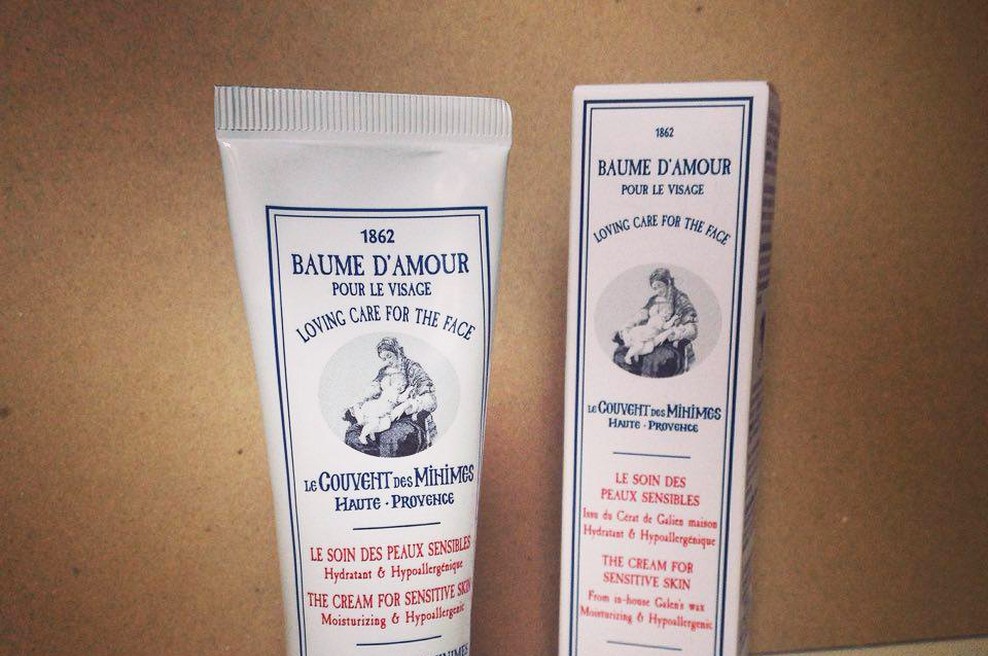 1862
BAUME D'AMOUR
POUR LE VISAGE
LOVING CARE FOR THE FACE
LE COUVENT DES MINIMES
HAUTE · PROVENCE
LE SOIN DES PEAUX SENSIBLES
Hydratant & Hypoallergénique
THE CREAM FOR SENSITIVE SKIN
Moisturizing & Hypoallergenic
1862
BAUME D'AMOUR
POUR LE VISAGE
LOVING CARE FOR THE FACE
LE COUVENT DES MINIMES
HAUTE · PROVENCE
LE SOIN DES
PEAUX SENSIBLES
Issu du Cérat de Galien maison
Hydratant & Hypoallergénique
THE CREAM FOR
SENSITIVE SKIN
From in-house Galen's wax
Moisturizing & Hypoallergenic